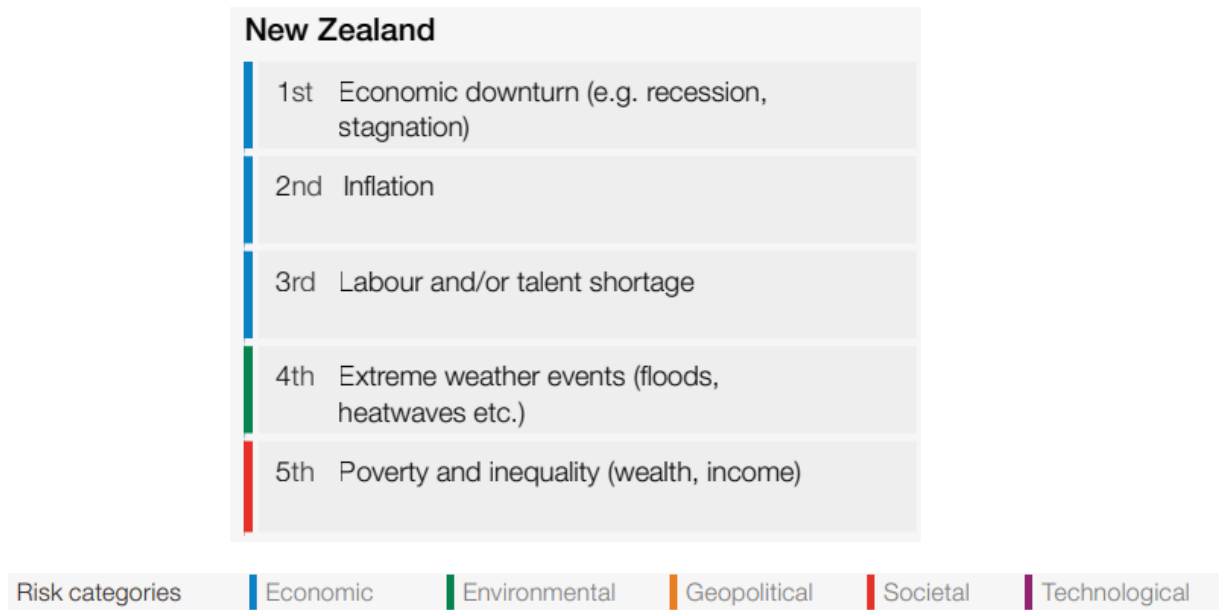 New Zealand
1st Economic downturn (e.g. recession,
stagnation)
2nd Inflation
3rd Labour and/or talent shortage
4th Extreme weather events (floods,
heatwaves etc.)
5th Poverty and inequality (wealth, income)
Risk categories Economic Environmental Geopolitical Societal Technological